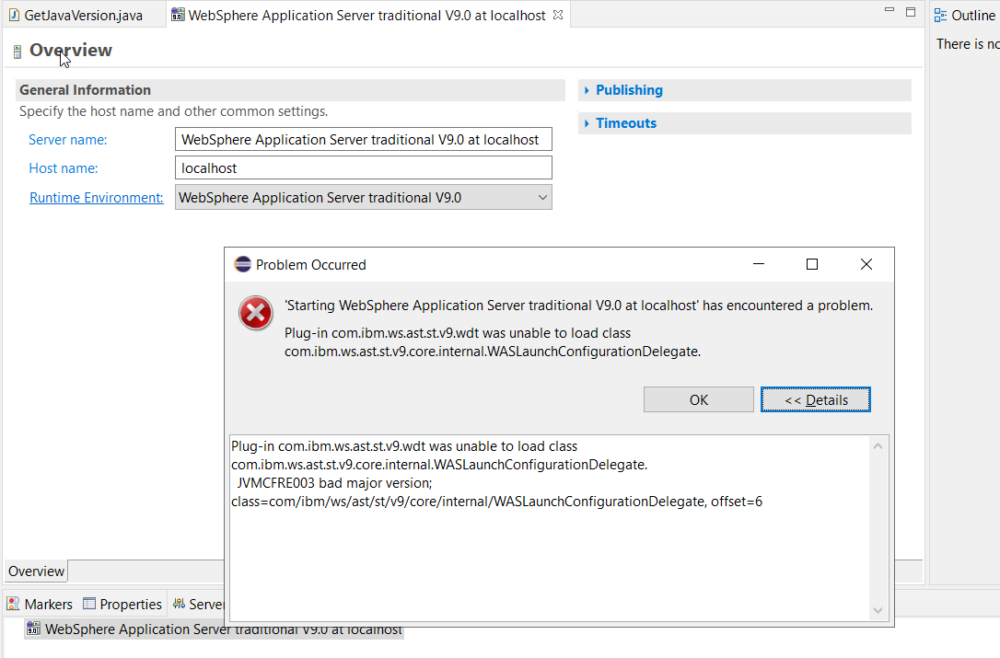 GetJavaVersion.java
WebSphere Application Server traditional V9.0 at localhost
Outline
Overview
There is no
General Information
Publishing
Specify the host name and other common settings.
Timeouts
Server name:
WebSphere Application Server traditional V9.0 at localhost
Host name:
localhost
Runtime Environment:
WebSphere Application Server traditional V9.0
Problem Occurred
'Starting WebSphere Application Server traditional V9.0 at localhost' has encountered a problem.
Plug-in com.ibm.ws.ast.st.v9.wdt was unable to load class
com.ibm.ws.ast.st.v9.core.internal.WASLaunchConfigurationDelegate.
OK
<< Details
Plug-in com.ibm.ws.ast.st.v9.wdt was unable to load class
com.ibm.ws.ast.st.v9.core.internal.WASLaunchConfigurationDelegate.
JVMCFRE003 bad major version;
class=com/ibm/ws/ast/st/v9/core/internal/WASLaunchConfigurationDelegate, offset=6
Overview
Markers
Properties
Server
9.0
WebSphere Application Server traditional V9.0 at localhost